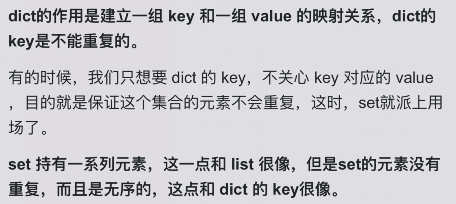 dict的作用是建立一组 key 和一组 value 的映射关系，dict的
key是不能重复的。
有的时候，我们只想要 dict 的 key，不关心 key 对应的 value
，目的就是保证这个集合的元素不会重复，这时，set就派上用
场了。
set 持有一系列元素，这一点和 list 很像，但是set的元素没有
重复，而且是无序的，这点和 dict 的 key很像。